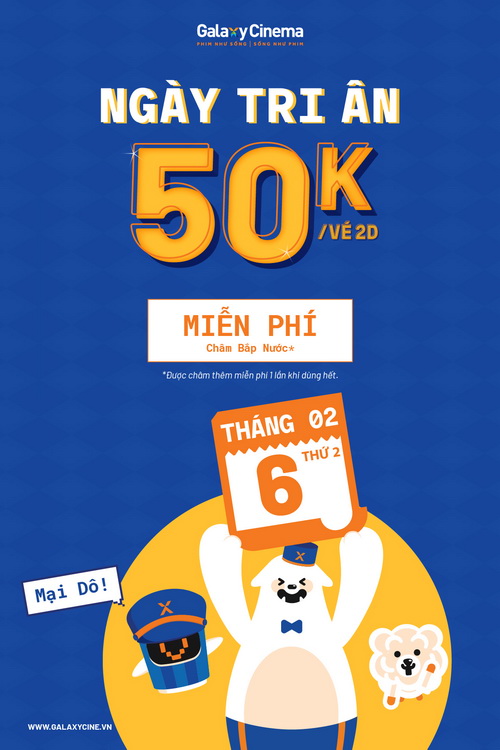 Galaxy Cinema
PHIM NHƯ SỐNG | SỐNG NHƯ PHIM
NGÀY TRI ÂN
50K
/VÉ 2D
MIỄN PHÍ
Châm Bắp Nước*
*Được châm thêm miễn phí 1 lần khi dùng hết.
THÁNG 02
THỨ 2
6
Mại Dô!
WWW.GALAXYCINE.VN